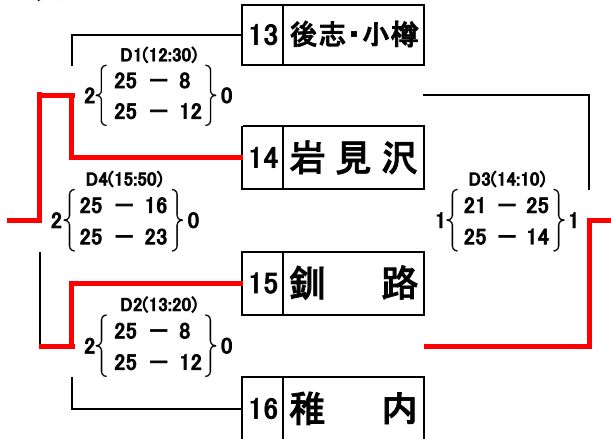 13 後志・小樽
D1(12:30)
2 25 － 8 0
25 － 12
14 岩見沢
D4(15:50)
2 25 － 16 0
25 － 23
D3(14:10)
1 21 － 25 1
25 － 14
15 釧路
D2(13:20)
2 25 － 8 0
25 － 12
16 稚内